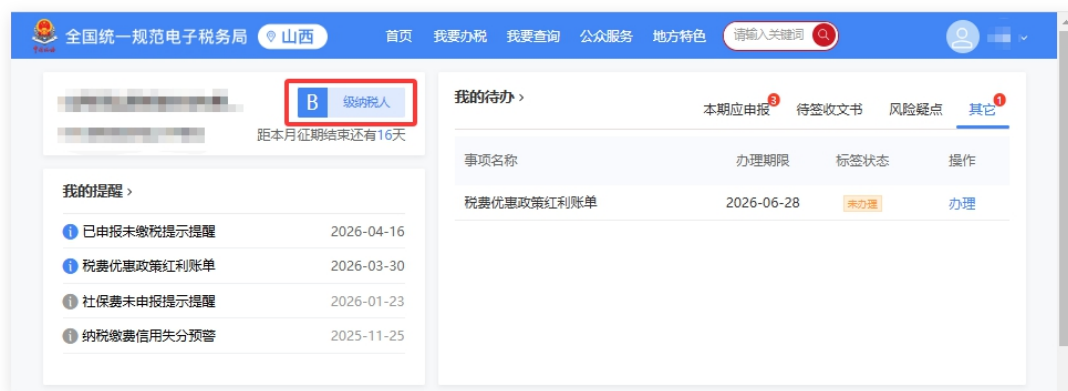 全国统一规范电子税务局 山西 首页 我要办税 我要查询 公众服务 地方特色 请输入关键词
B 级纳税人
距本月征期结束还有16天
我的提醒 ›
已申报未缴税提示提醒 2026-04-16
税费优惠政策红利账单 2026-03-30
社保费未申报提示提醒 2026-01-23
纳税缴费信用失分预警 2025-11-25
我的待办 ›
本期应申报 3 待签收文书 风险疑点 其它 1
事项名称 办理期限 标签状态 操作
税费优惠政策红利账单 2026-06-28 未办理 办理